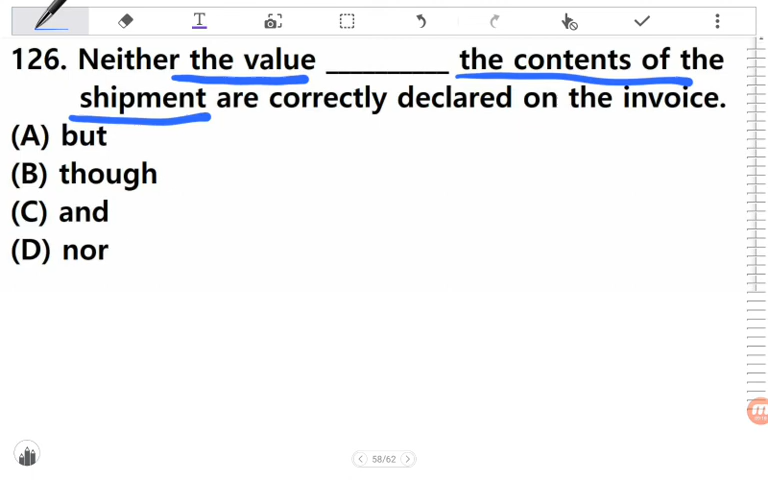 T
126. Neither the value ________ the contents of the
shipment are correctly declared on the invoice.
(A) but
(B) though
(C) and
(D) nor
58/62